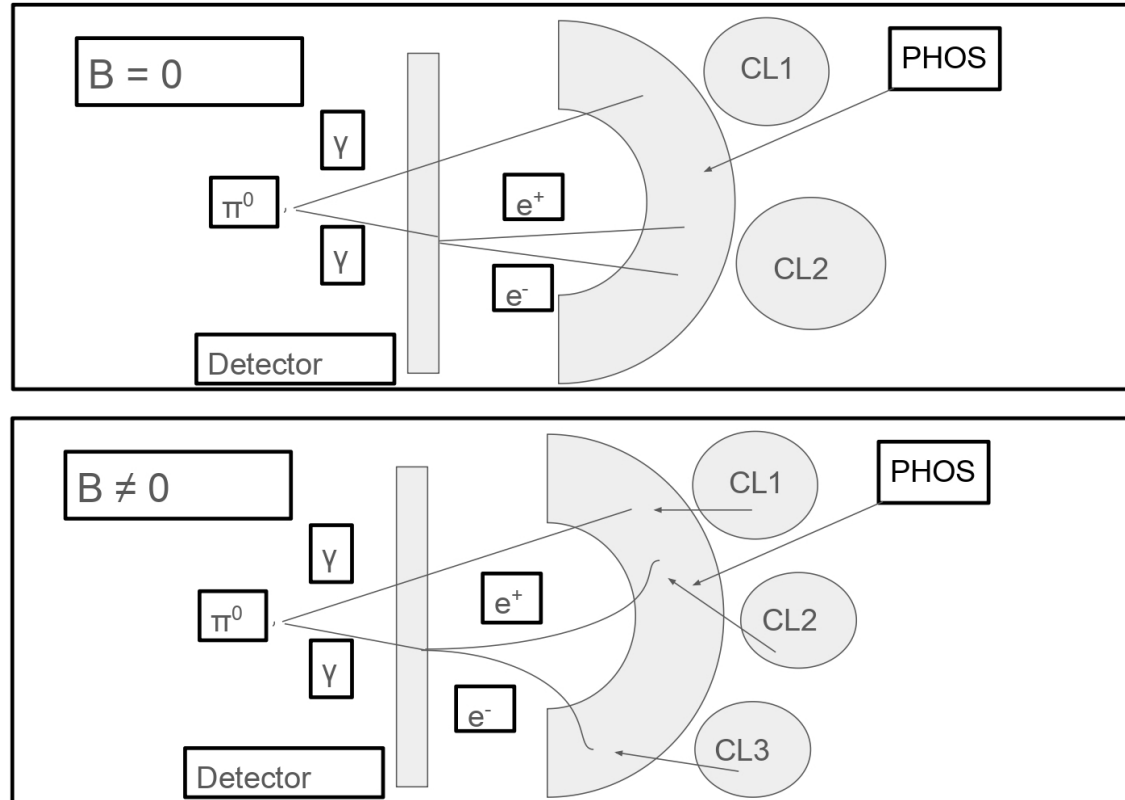 B = 0
CL1
PHOS
γ
π⁰
e⁺
γ
CL2
e⁻
Detector
B ≠ 0
CL1
PHOS
γ
e⁺
π⁰
CL2
γ
e⁻
CL3
Detector